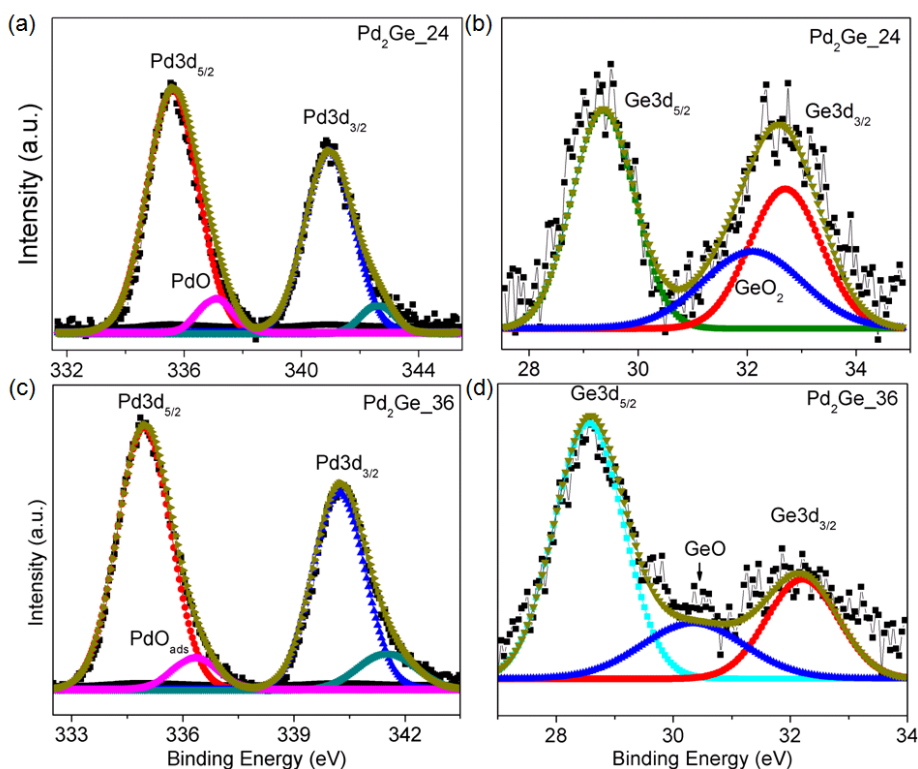 (a)
Pd₂Ge_24
Pd3d₅/₂
Pd3d₃/₂
PdO
Intensity (a.u.)
332 336 340 344
(b)
Pd₂Ge_24
Ge3d₅/₂
Ge3d₃/₂
GeO₂
Intensity (a.u.)
28 30 32 34
(c)
Pd₂Ge_36
Pd3d₅/₂
Pd3d₃/₂
PdOₐds
Intensity (a.u.)
333 336 339 342
Binding Energy (eV)
(d)
Pd₂Ge_36
Ge3d₅/₂
GeO
Ge3d₃/₂
Intensity (a.u.)
28 30 32 34
Binding Energy (eV)